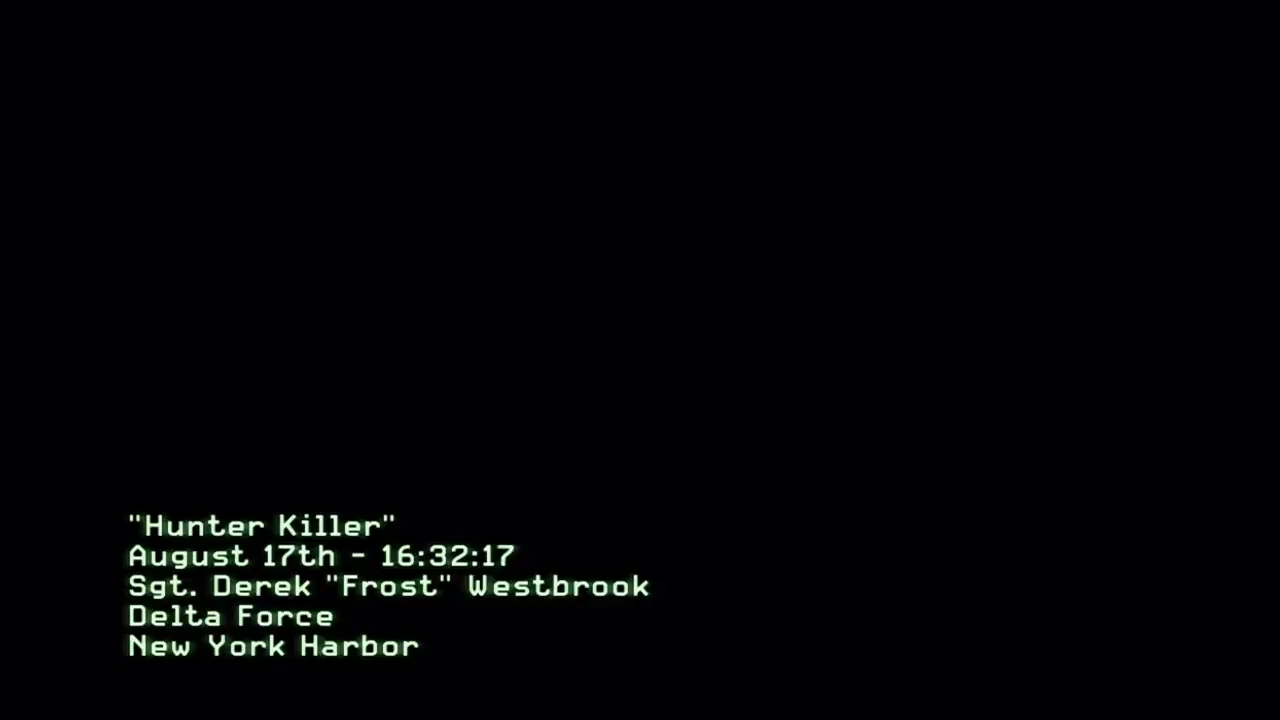 "Hunter Killer"
August 17th - 16:32:17
Sgt. Derek "Frost" Westbrook
Delta Force
New York Harbor